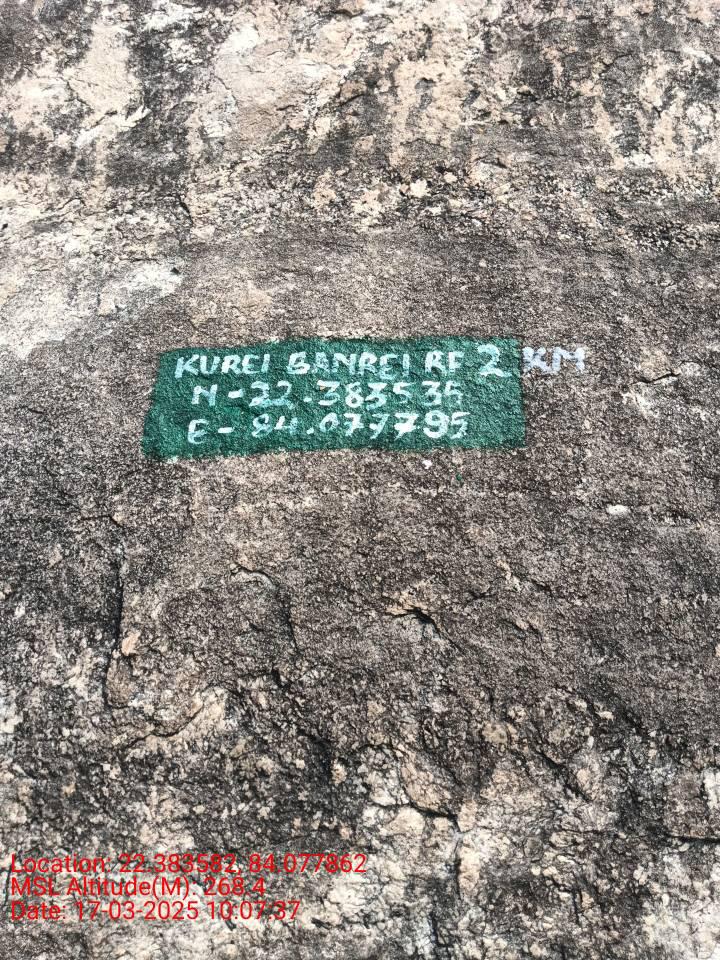 KUREI BANREI RF 2 KM
N-22.383535
E-84.077795
Location: 22.383582, 84.077862
MSL Altitude(M): 268.4
Date: 17-03-2025 10:07:37